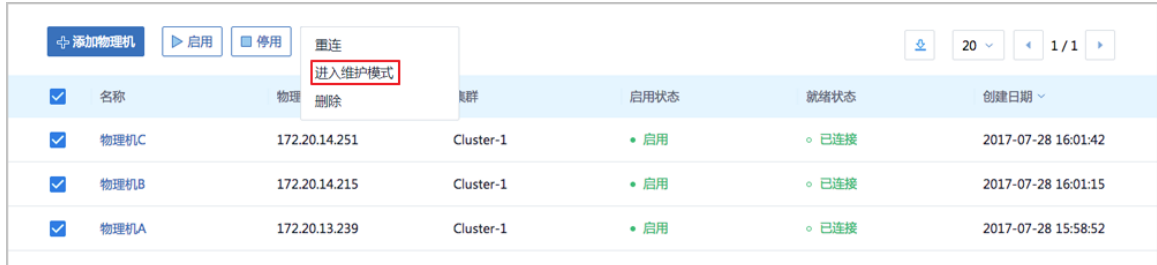 添加物理机 启用 停用 20 1 / 1
重连
进入维护模式
删除
名称 物理 集群 启用状态 就绪状态 创建日期
物理机C 172.20.14.251 Cluster-1 启用 已连接 2017-07-28 16:01:42
物理机B 172.20.14.215 Cluster-1 启用 已连接 2017-07-28 16:01:15
物理机A 172.20.13.239 Cluster-1 启用 已连接 2017-07-28 15:58:52